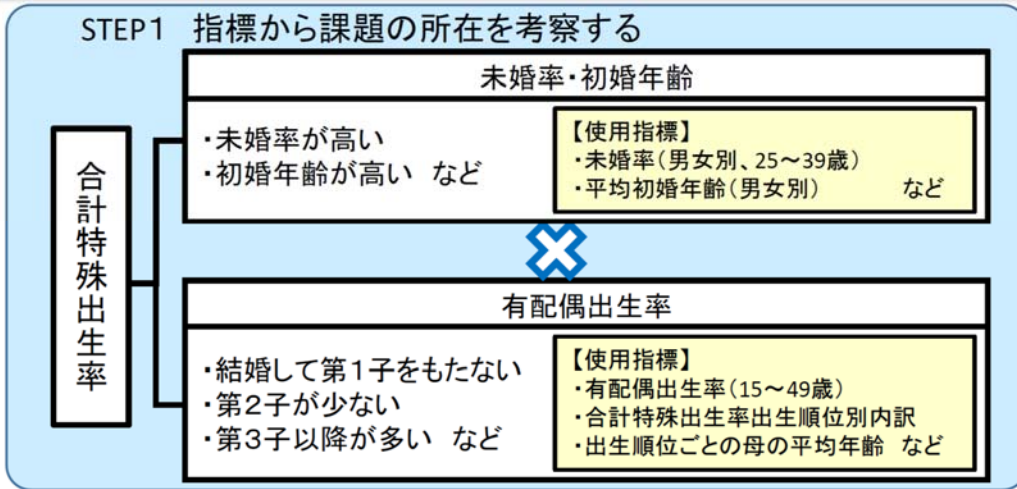 STEP1 指標から課題の所在を考察する
合計特殊出生率
未婚率・初婚年齢
・未婚率が高い
・初婚年齢が高い など
【使用指標】
・未婚率(男女別、25～39歳)
・平均初婚年齢(男女別) など
有配偶出生率
・結婚して第１子をもたない
・第２子が少ない
・第３子以降が多い など
【使用指標】
・有配偶出生率(15～49歳)
・合計特殊出生率出生順位別内訳
・出生順位ごとの母の平均年齢 など